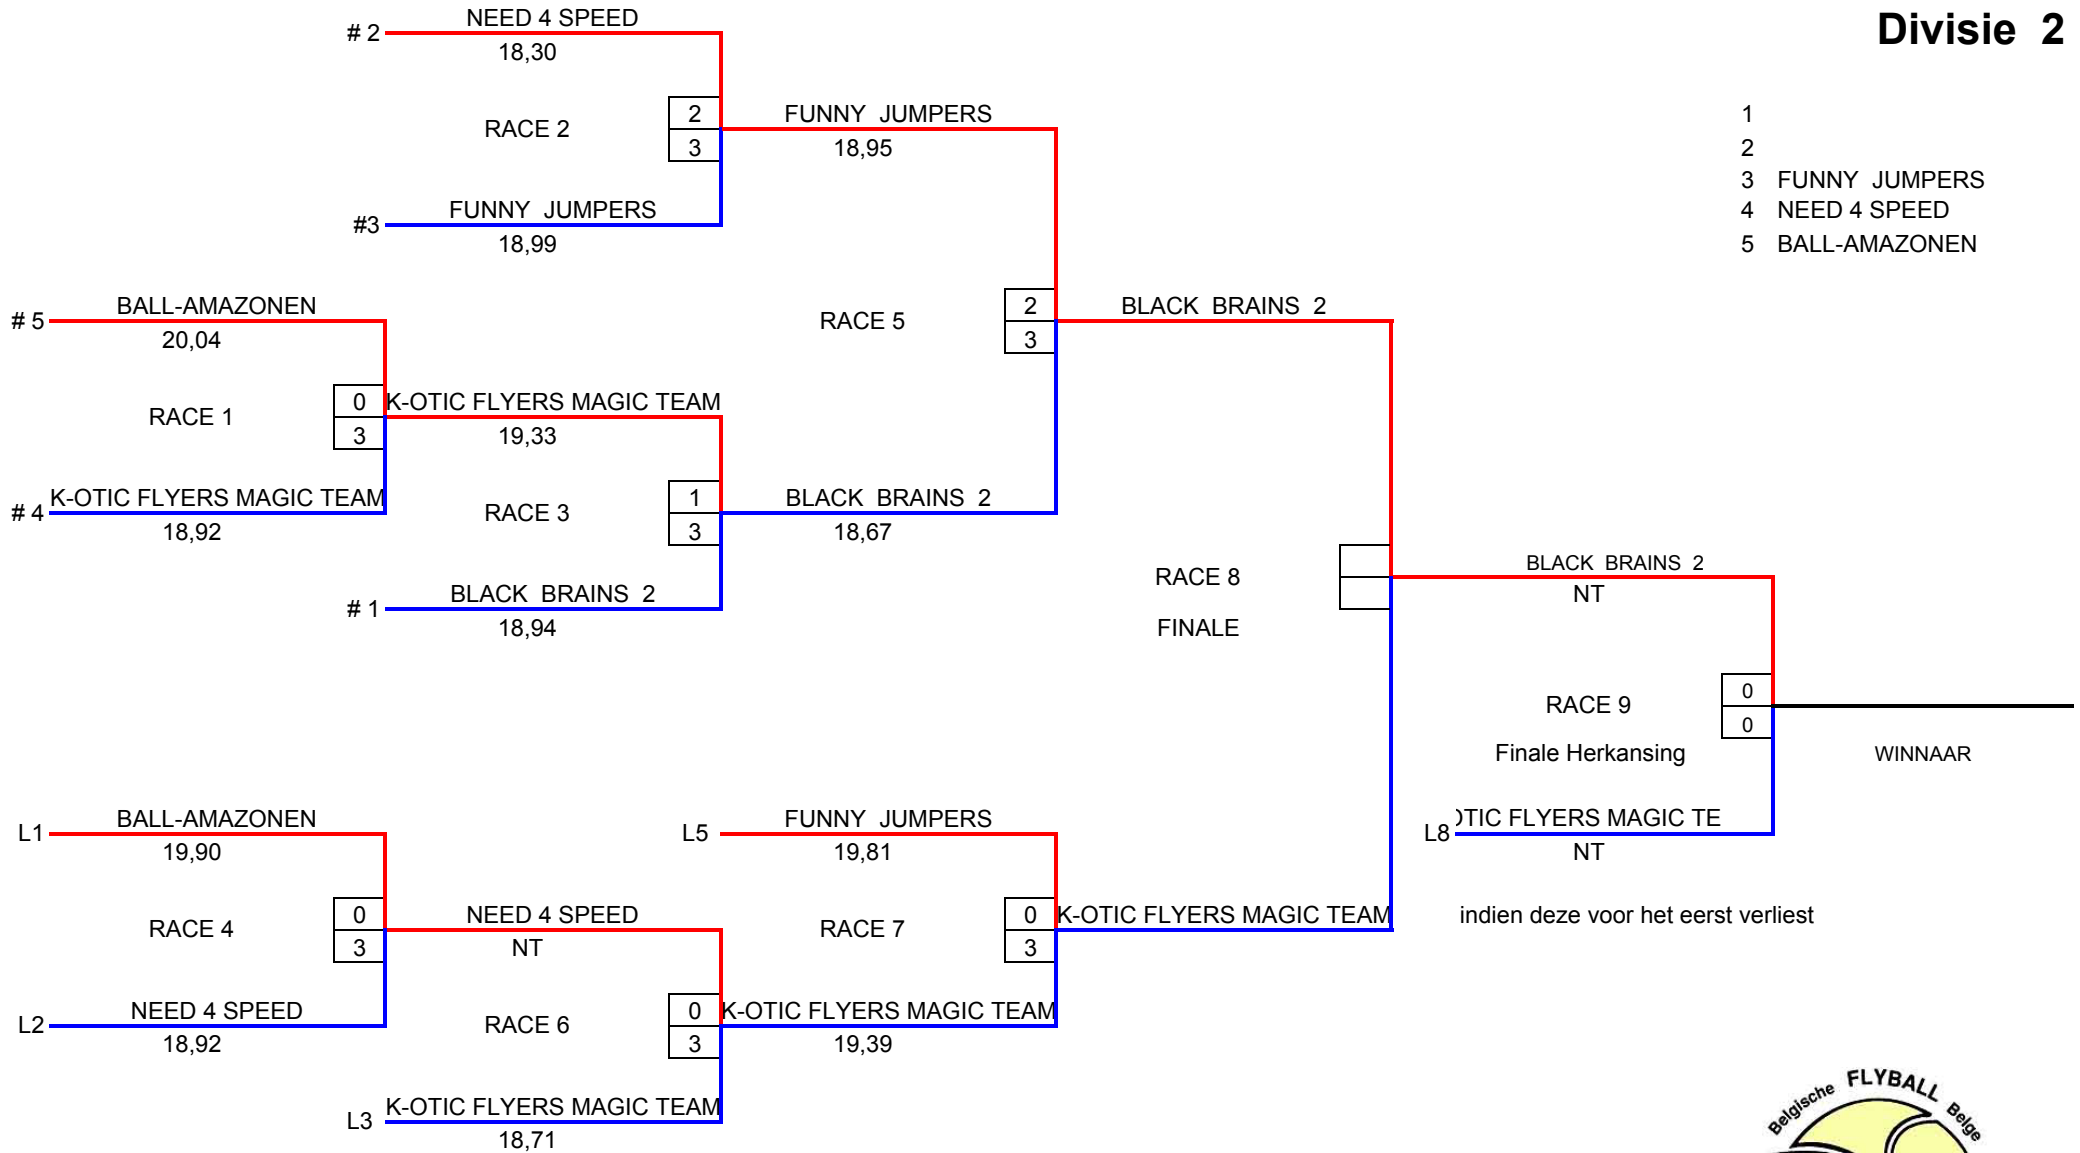 Divisie 2
NEED 4 SPEED
# 2
18,30
RACE 2
2
3
FUNNY JUMPERS
18,95
FUNNY JUMPERS
#3
18,99
1
2
3 FUNNY JUMPERS
4 NEED 4 SPEED
5 BALL-AMAZONEN
BALL-AMAZONEN
# 5
20,04
RACE 1
0
3
K-OTIC FLYERS MAGIC TEAM
19,33
K-OTIC FLYERS MAGIC TEAM
# 4
18,92
RACE 3
1
3
BLACK BRAINS 2
18,67
BLACK BRAINS 2
# 1
18,94
RACE 5
2
3
BLACK BRAINS 2
RACE 8
FINALE
BLACK BRAINS 2
NT
RACE 9
0
0
Finale Herkansing
WINNAAR
OTIC FLYERS MAGIC TE
L8
NT
indien deze voor het eerst verliest
BALL-AMAZONEN
L1
19,90
RACE 4
0
3
NEED 4 SPEED
NT
NEED 4 SPEED
L2
18,92
RACE 6
0
3
K-OTIC FLYERS MAGIC TEAM
19,39
K-OTIC FLYERS MAGIC TEAM
L3
18,71
FUNNY JUMPERS
L5
19,81
RACE 7
0
3
K-OTIC FLYERS MAGIC TEAM
Belgische FLYBALL Belge